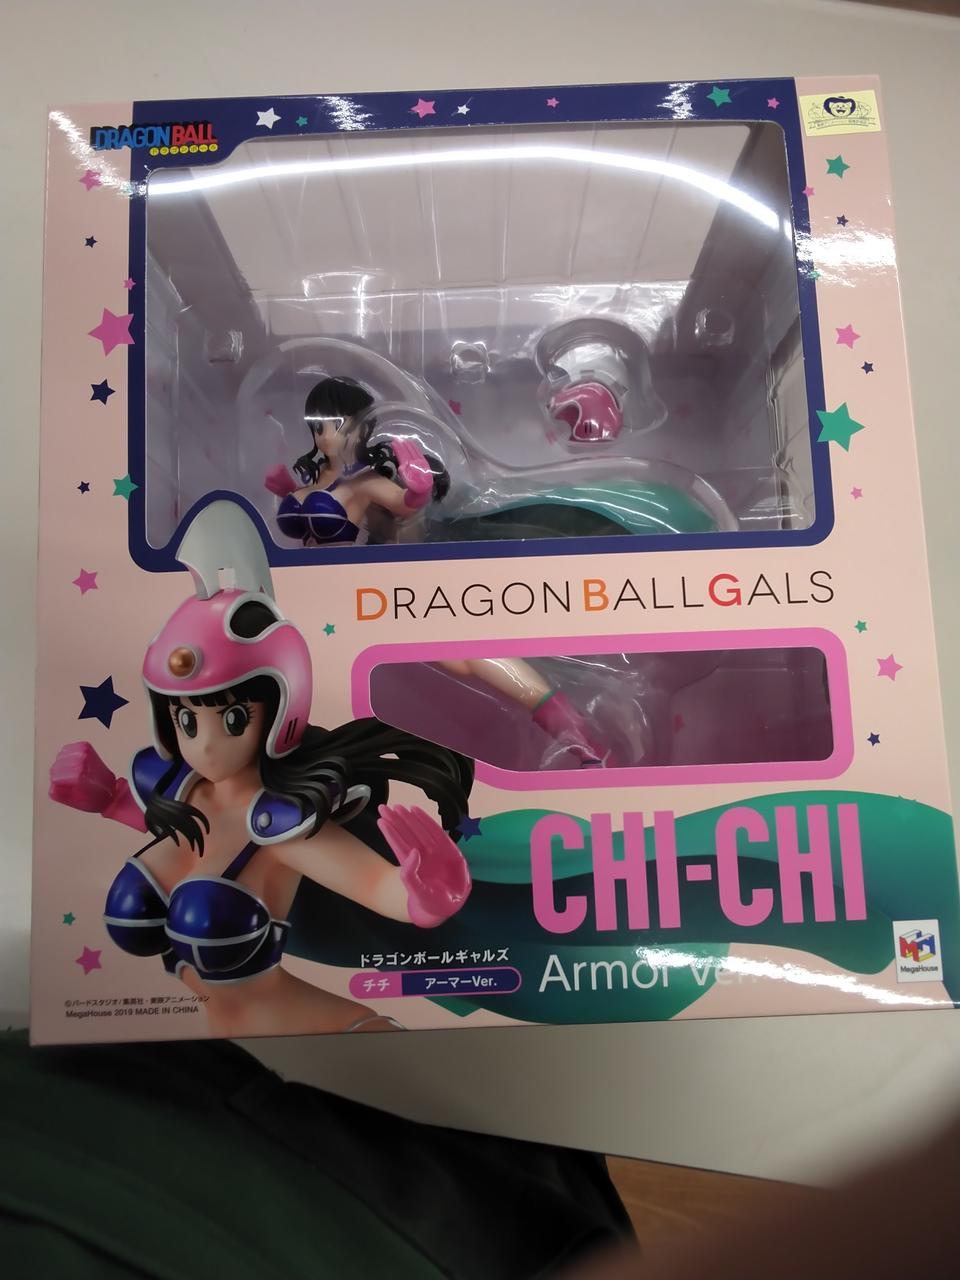 DRAGON BALL
ドラゴンボール
DRAGON BALL GALS
CHI-CHI
Armor
ドラゴンボールギャルズ
チチ アーマーVer.
MegaHouse
©バードスタジオ/集英社・東映アニメーション
MegaHouse 2019 MADE IN CHINA